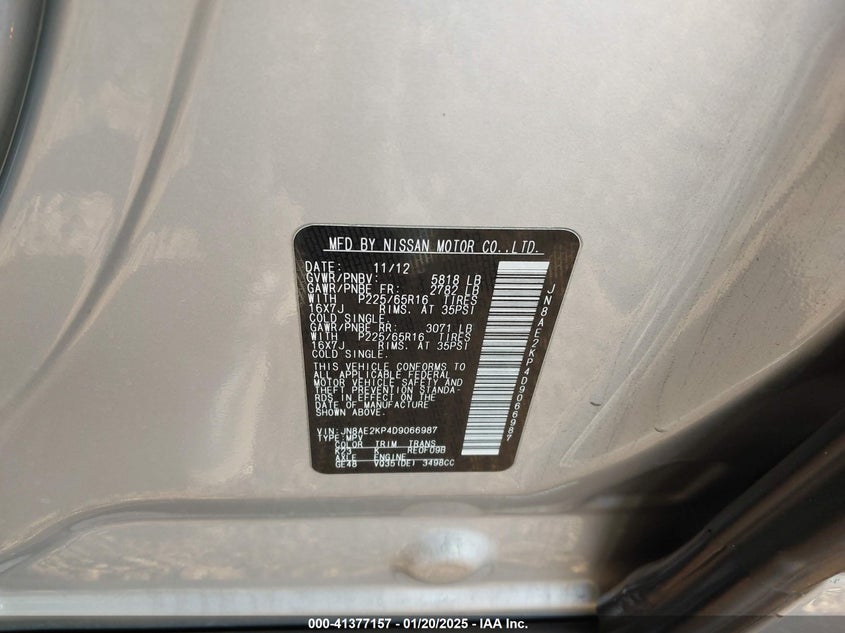 MFD BY NISSAN MOTOR CO.,LTD.
DATE: 11/12
GVWR/PNBV: 5818 LB
GAWR/PNBE FR: 2782 LB
WITH P225/65R16 TIRES
16X7J RIMS. AT 35PSI
COLD SINGLE.
GAWR/PNBE RR: 3071 LB
WITH P225/65R16 TIRES
16X7J RIMS. AT 35PSI
COLD SINGLE.
THIS VEHICLE CONFORMS TO
ALL APPLICABLE FEDERAL
MOTOR VEHICLE SAFETY AND
THEFT PREVENTION STANDA-
RDS IN EFFECT ON THE
DATE OF MANUFACTURE
SHOWN ABOVE.
VIN:JN8AE2KP4D9066987
TYPE:MPV
COLOR TRIM TRANS
K23 K RE0F09B
AXLE ENGINE
GE48 VQ35(DE) 3498CC
JN8AE2KP4D9066987
000-41377157 — 01/20/2025 — IAA Inc.